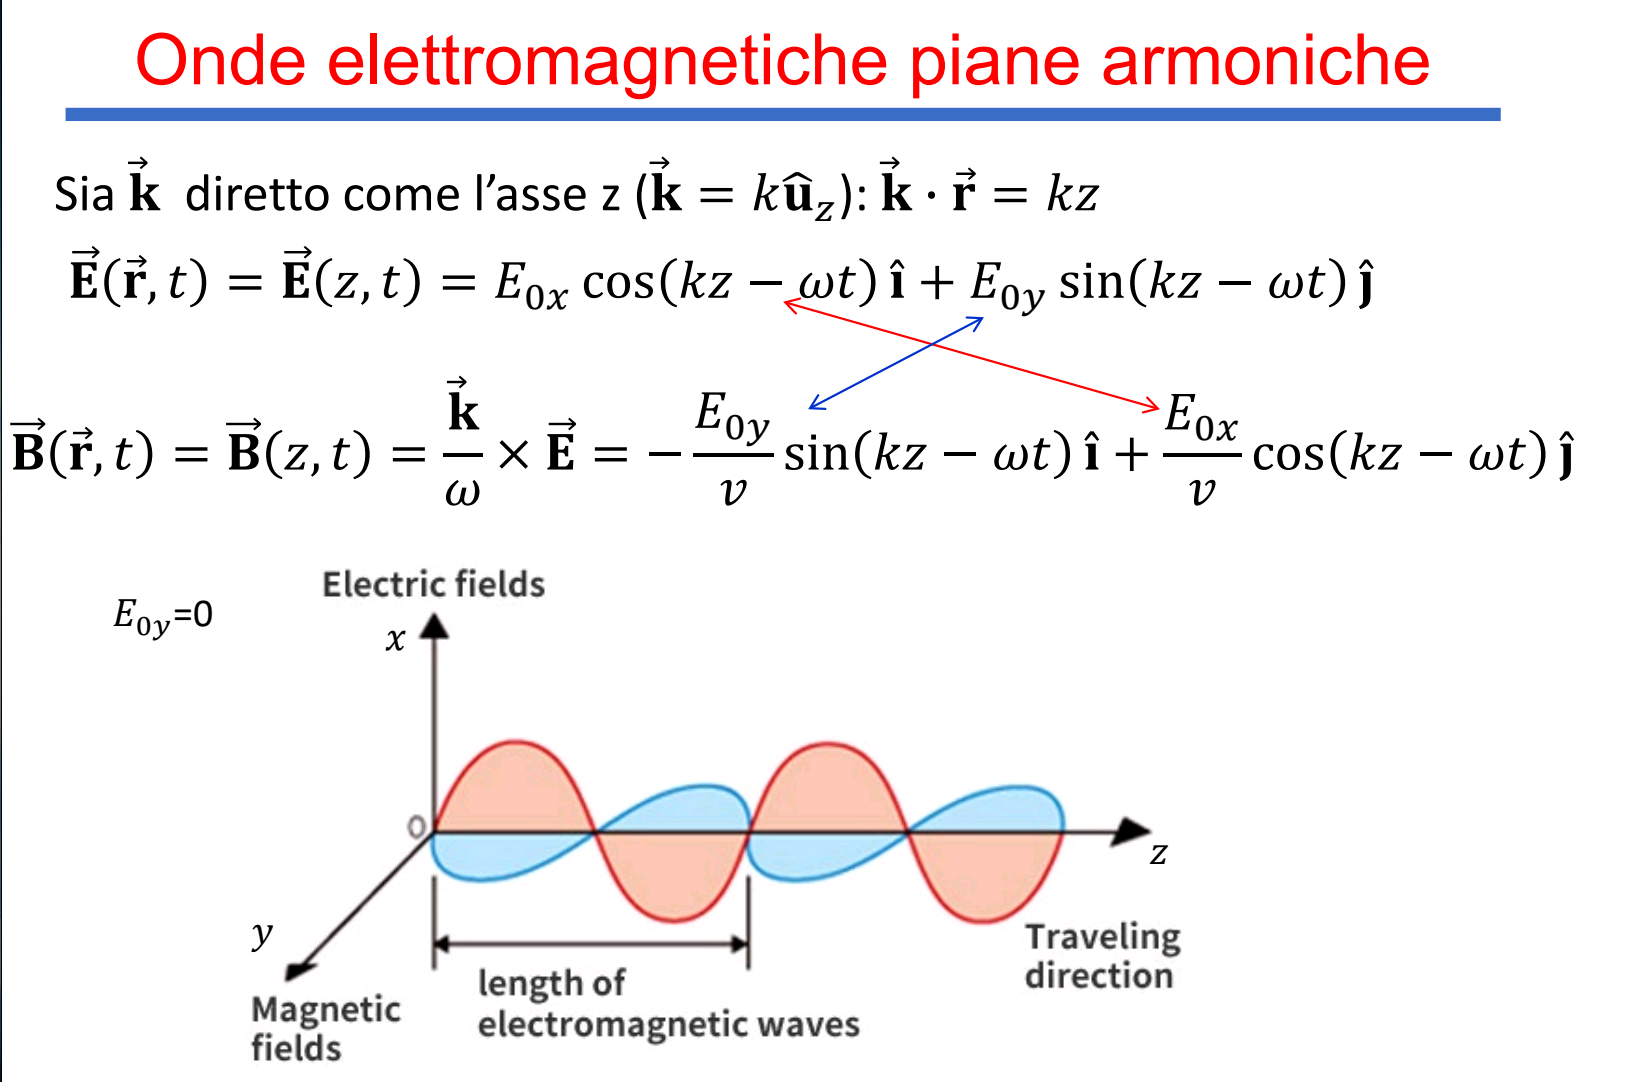 Onde elettromagnetiche piane armoniche
Sia $\vec{\mathbf{k}}$ diretto come l’asse z ($\vec{\mathbf{k}} = k\hat{\mathbf{u}}_z$): $\vec{\mathbf{k}} \cdot \vec{\mathbf{r}} = kz$
$\vec{\mathbf{E}}(\vec{\mathbf{r}}, t) = \vec{\mathbf{E}}(z, t) = E_{0x} \cos(kz - \omega t)\, \hat{\mathbf{\imath}} + E_{0y} \sin(kz - \omega t)\, \hat{\mathbf{\jmath}}$
$\vec{\mathbf{B}}(\vec{\mathbf{r}}, t) = \vec{\mathbf{B}}(z, t) = \frac{\vec{\mathbf{k}}}{\omega} \times \vec{\mathbf{E}} = -\frac{E_{0y}}{v} \sin(kz - \omega t)\, \hat{\mathbf{\imath}} + \frac{E_{0x}}{v} \cos(kz - \omega t)\, \hat{\mathbf{\jmath}}$
Electric fields
$E_{0y}$=0
x
0
z
y
Traveling
direction
length of
electromagnetic waves
Magnetic
fields